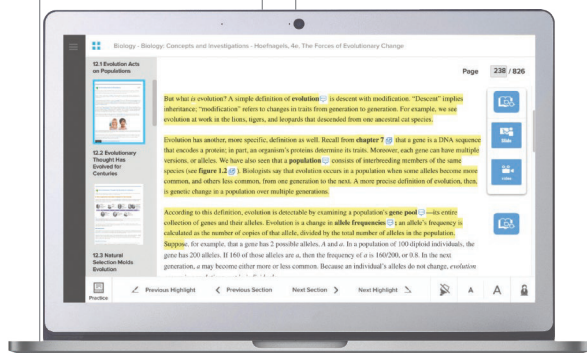 Biology - Biology: Concepts and Investigations - Hoefnagels, 4e, The Forces of Evolutionary Change
12.1 Evolution Acts
on Populations
12.2 Evolutionary
Thought Has
Evolved for
Centuries
12.3 Natural
Selection Molds
Evolution
Page 238 / 826
But what is evolution? A simple definition of evolution is descent with modification. "Descent" implies
inheritance; "modification" refers to changes in traits from generation to generation. For example, we see
evolution at work in the lions, tigers, and leopards that descended from one ancestral cat species.
Evolution has another, more specific, definition as well. Recall from chapter 7 that a gene is a DNA sequence
that encodes a protein; in part, an organism's proteins determine its traits. Moreover, each gene can have multiple
versions, or alleles. We have also seen that a population consists of interbreeding members of the same
species (see figure 1.2). Biologists say that evolution occurs in a population when some alleles become more
common, and others less common, from one generation to the next. A more precise definition of evolution, then,
is genetic change in a population over multiple generations.
According to this definition, evolution is detectable by examining a population's gene pool—its entire
collection of genes and their alleles. Evolution is a change in allele frequencies; an allele's frequency is
calculated as the number of copies of that allele, divided by the total number of alleles in the population.
Suppose, for example, that a gene has 2 possible alleles, A and a. In a population of 100 diploid individuals, the
gene has 200 alleles. If 160 of those alleles are a, then the frequency of a is 160/200, or 0.8. In the next
generation, a may become either more or less common. Because an individual's alleles do not change, evolution
Slide
Video
Practice
Previous Highlight
Previous Section
Next Section
Next Highlight
A
A